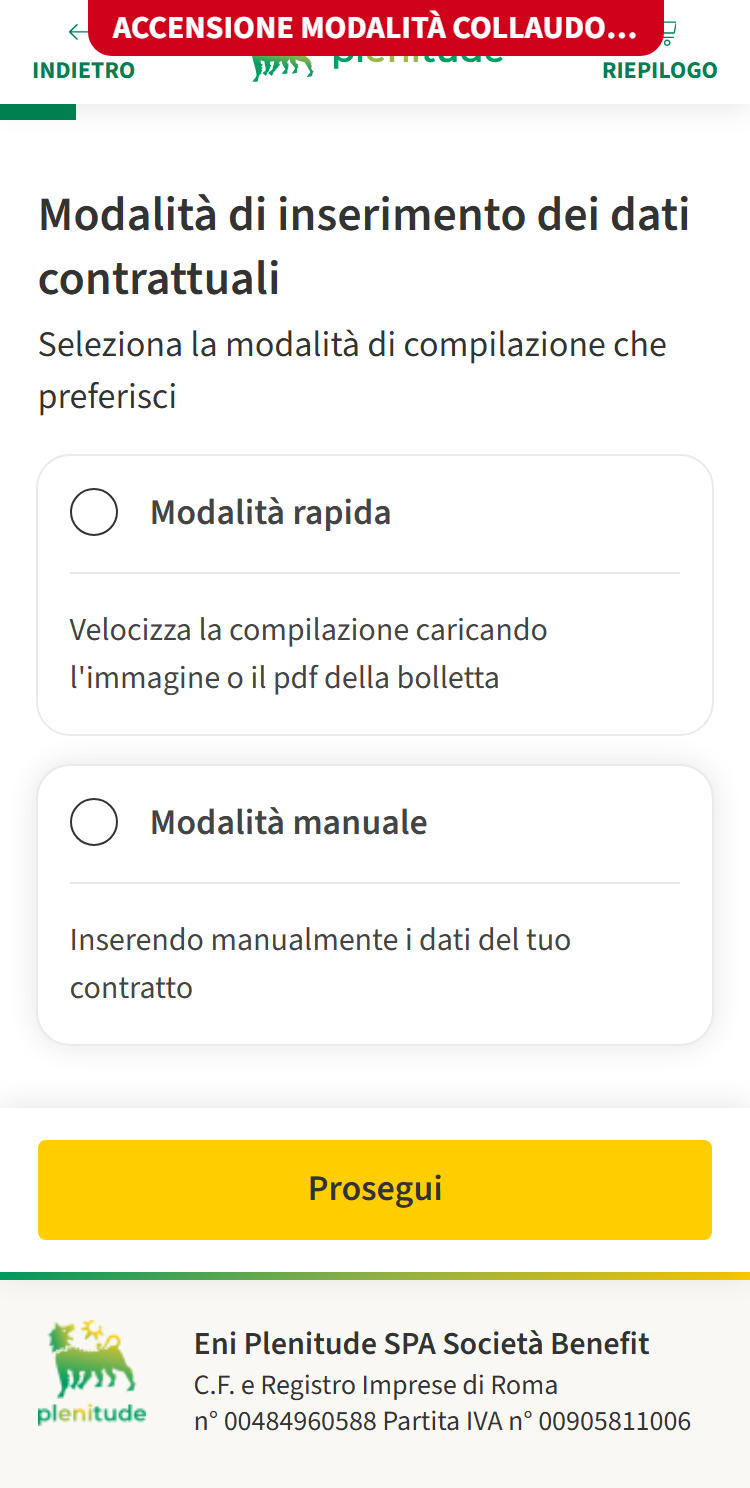 ACCENSIONE MODALITÀ COLLAUDO...
INDIETRO
plenitude
RIEPILOGO
Modalità di inserimento dei dati
contrattuali
Seleziona la modalità di compilazione che
preferisci
Modalità rapida
Velocizza la compilazione caricando
l'immagine o il pdf della bolletta
Modalità manuale
Inserendo manualmente i dati del tuo
contratto
Prosegui
plenitude
Eni Plenitude SPA Società Benefit
C.F. e Registro Imprese di Roma
n° 00484960588 Partita IVA n° 00905811006